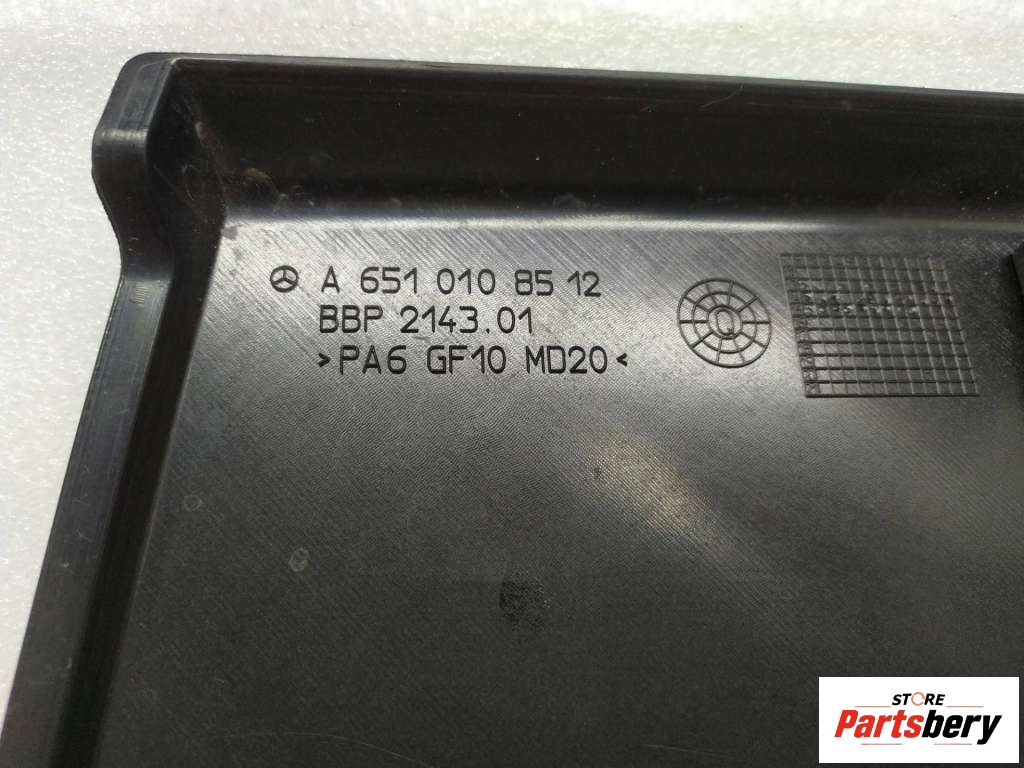 A 651 010 85 12
BBP 2143.01
>PA6 GF10 MD20<
Q
STORE
Partsbery